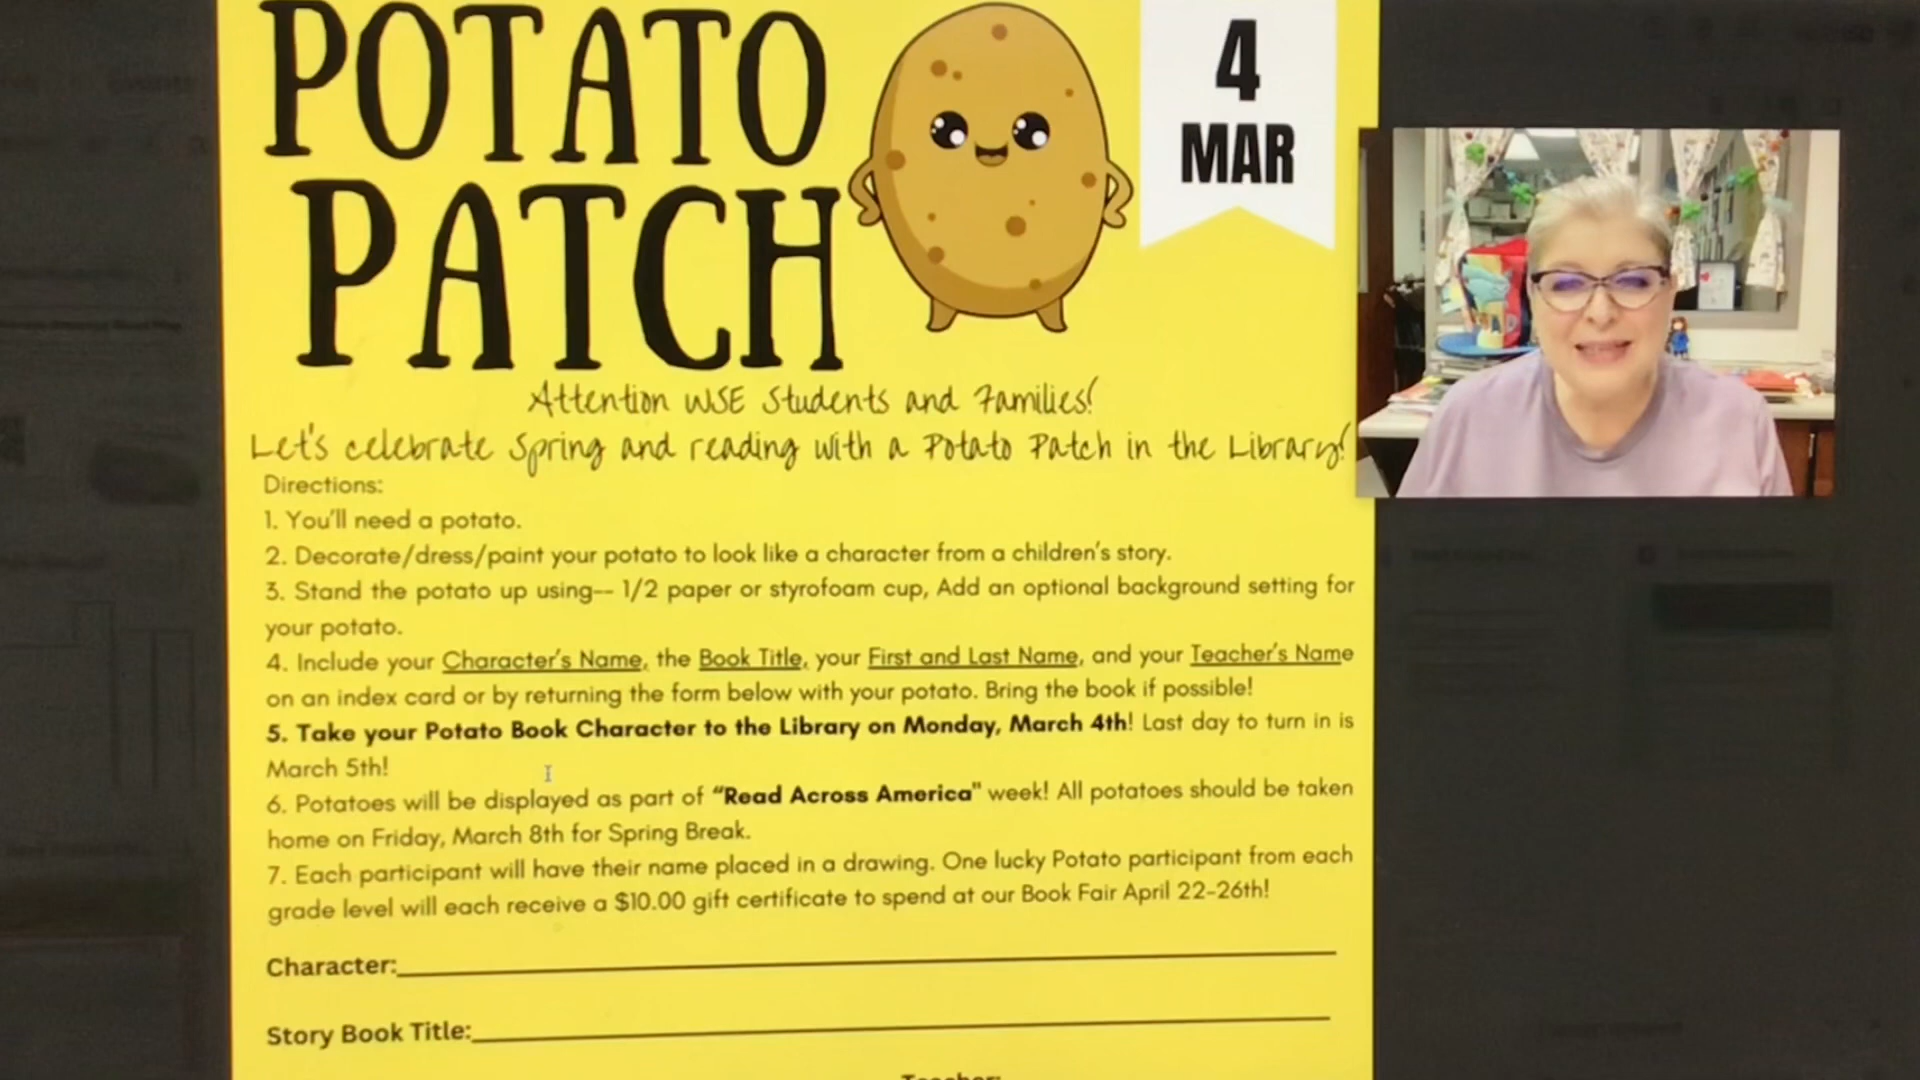 POTATO
PATCH
4
MAR
Attention WSE Students and Families!
Let's celebrate Spring and reading with a Potato Patch in the Library!
Directions:
1. You'll need a potato.
2. Decorate/dress/paint your potato to look like a character from a children's story.
3. Stand the potato up using-- 1/2 paper or styrofoam cup, Add an optional background setting for
your potato.
4. Include your Character's Name, the Book Title, your First and Last Name, and your Teacher's Name
on an index card or by returning the form below with your potato. Bring the book if possible!
5. Take your Potato Book Character to the Library on Monday, March 4th! Last day to turn in is
March 5th!
6. Potatoes will be displayed as part of “Read Across America" week! All potatoes should be taken
home on Friday, March 8th for Spring Break.
7. Each participant will have their name placed in a drawing. One lucky Potato participant from each
grade level will each receive a $10.00 gift certificate to spend at our Book Fair April 22-26th!
Character:
Story Book Title: